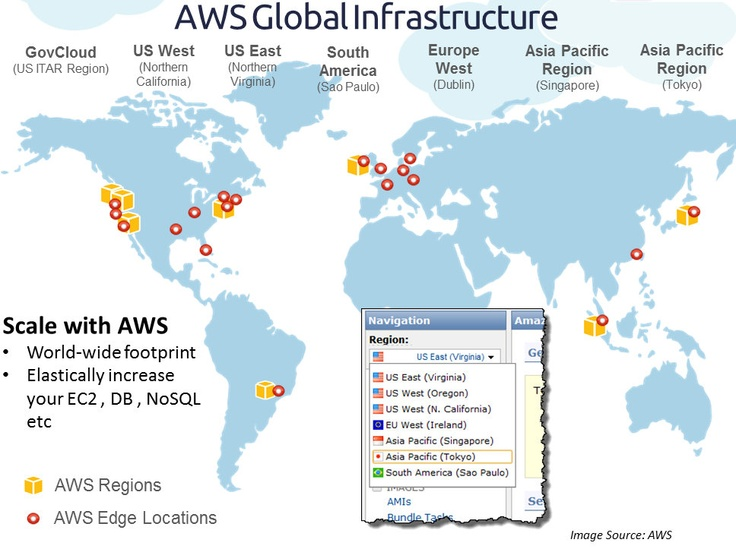 AWS Global Infrastructure
GovCloud
(US ITAR Region)
US West
(Northern
California)
US East
(Northern
Virginia)
South
America
(Sao Paulo)
Europe
West
(Dublin)
Asia Pacific
Region
(Singapore)
Asia Pacific
Region
(Tokyo)
Scale with AWS
• World-wide footprint
• Elastically increase
your EC2 , DB , NoSQL
etc
AWS Regions
AWS Edge Locations
Navigation
Region:
US East (Virginia)
US East (Virginia)
US West (Oregon)
US West (N. California)
EU West (Ireland)
Asia Pacific (Singapore)
Asia Pacific (Tokyo)
South America (Sao Paulo)
IMAGES
AMIs
Bundle Tasks
Amaz
Ge
Se
Image Source: AWS